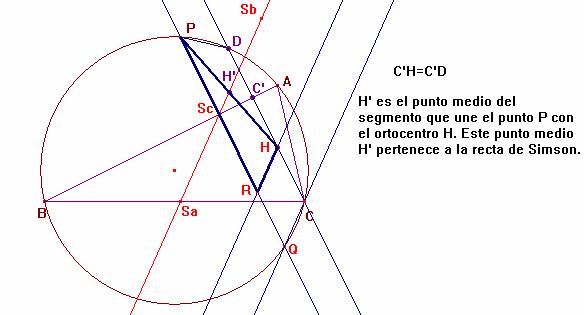 Sb
P
D
H'
C'
A
Sc
C'H=C'D
H' es el punto medio del
segmento que une el punto P con
el ortocentro H. Este punto medio
H' pertenece a la recta de Simson.
H
R
B
Sa
C
Q